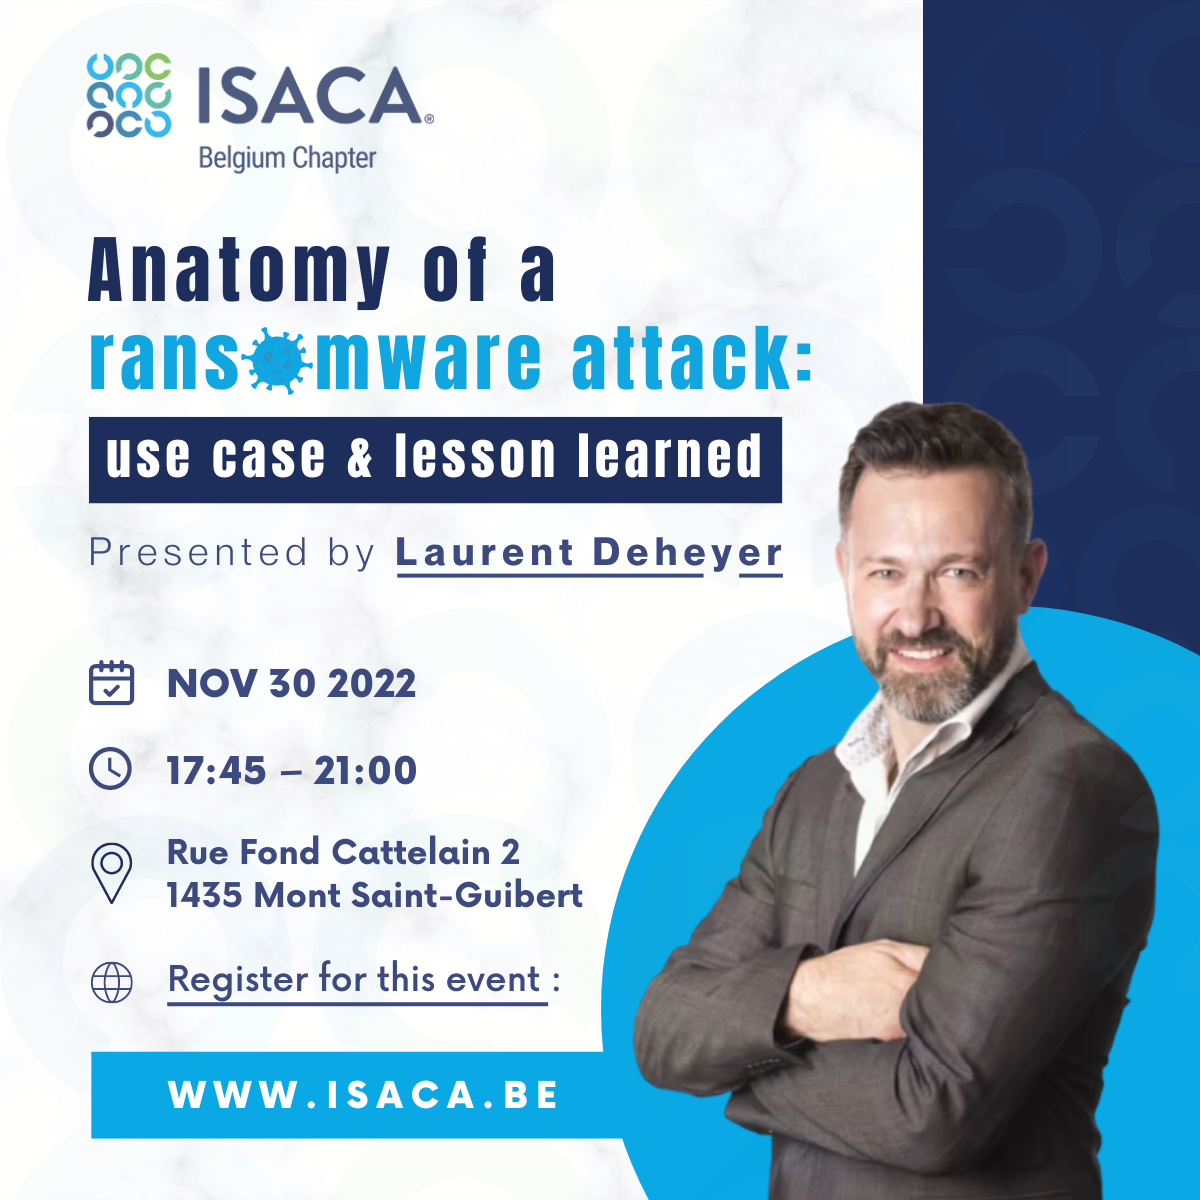 ISACA®
Belgium Chapter
Anatomy of a
ransomware attack:
use case & lesson learned
Presented by Laurent Deheyer
NOV 30 2022
17:45 – 21:00
Rue Fond Cattelain 2
1435 Mont Saint-Guibert
Register for this event :
WWW.ISACA.BE